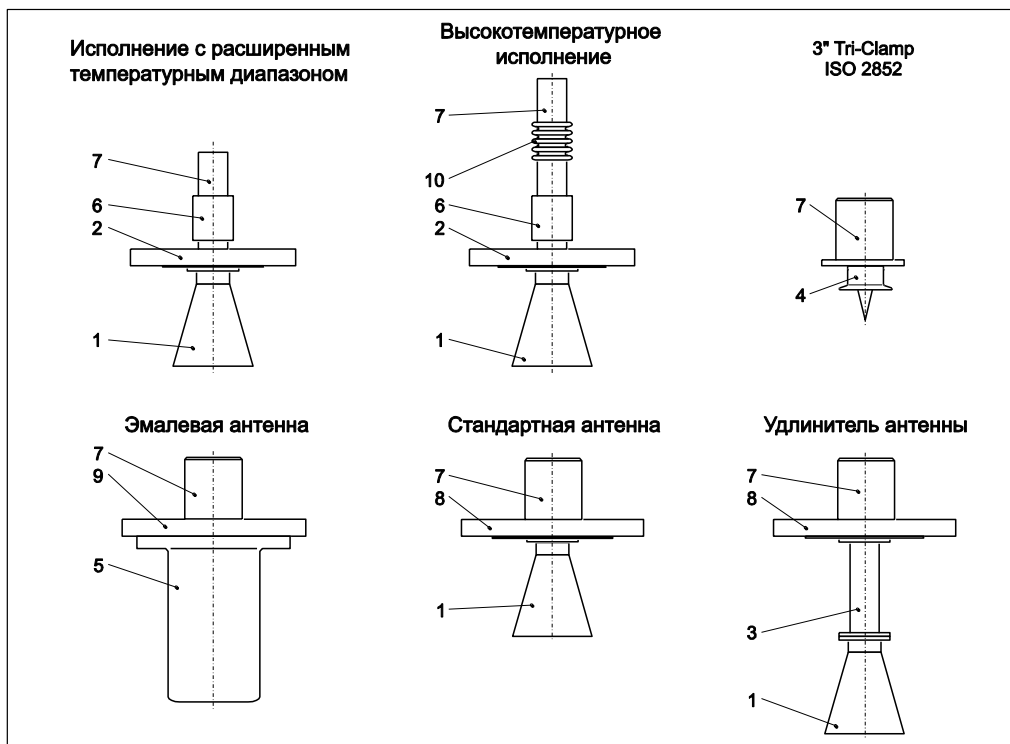 Исполнение с расширенным
температурным диапазоном
7
6
2
1
Высокотемпературное
исполнение
7
10
6
2
1
3" Tri-Clamp
ISO 2852
7
4
Эмалевая антенна
7
9
5
Стандартная антенна
7
8
1
Удлинитель антенны
7
8
3
1